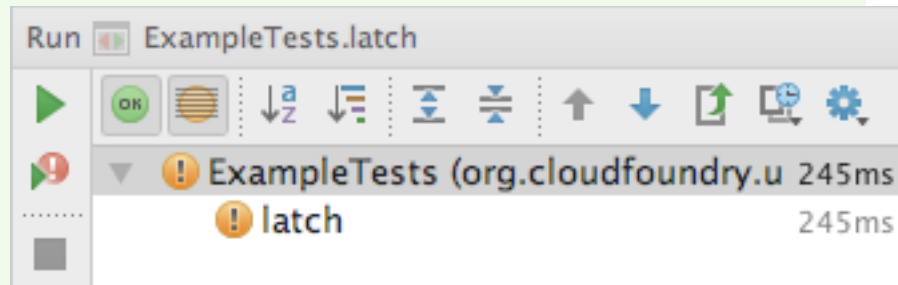 Run ExampleTests.latch
OK a z
ExampleTests (org.cloudfoundry.u 245ms
latch 245ms